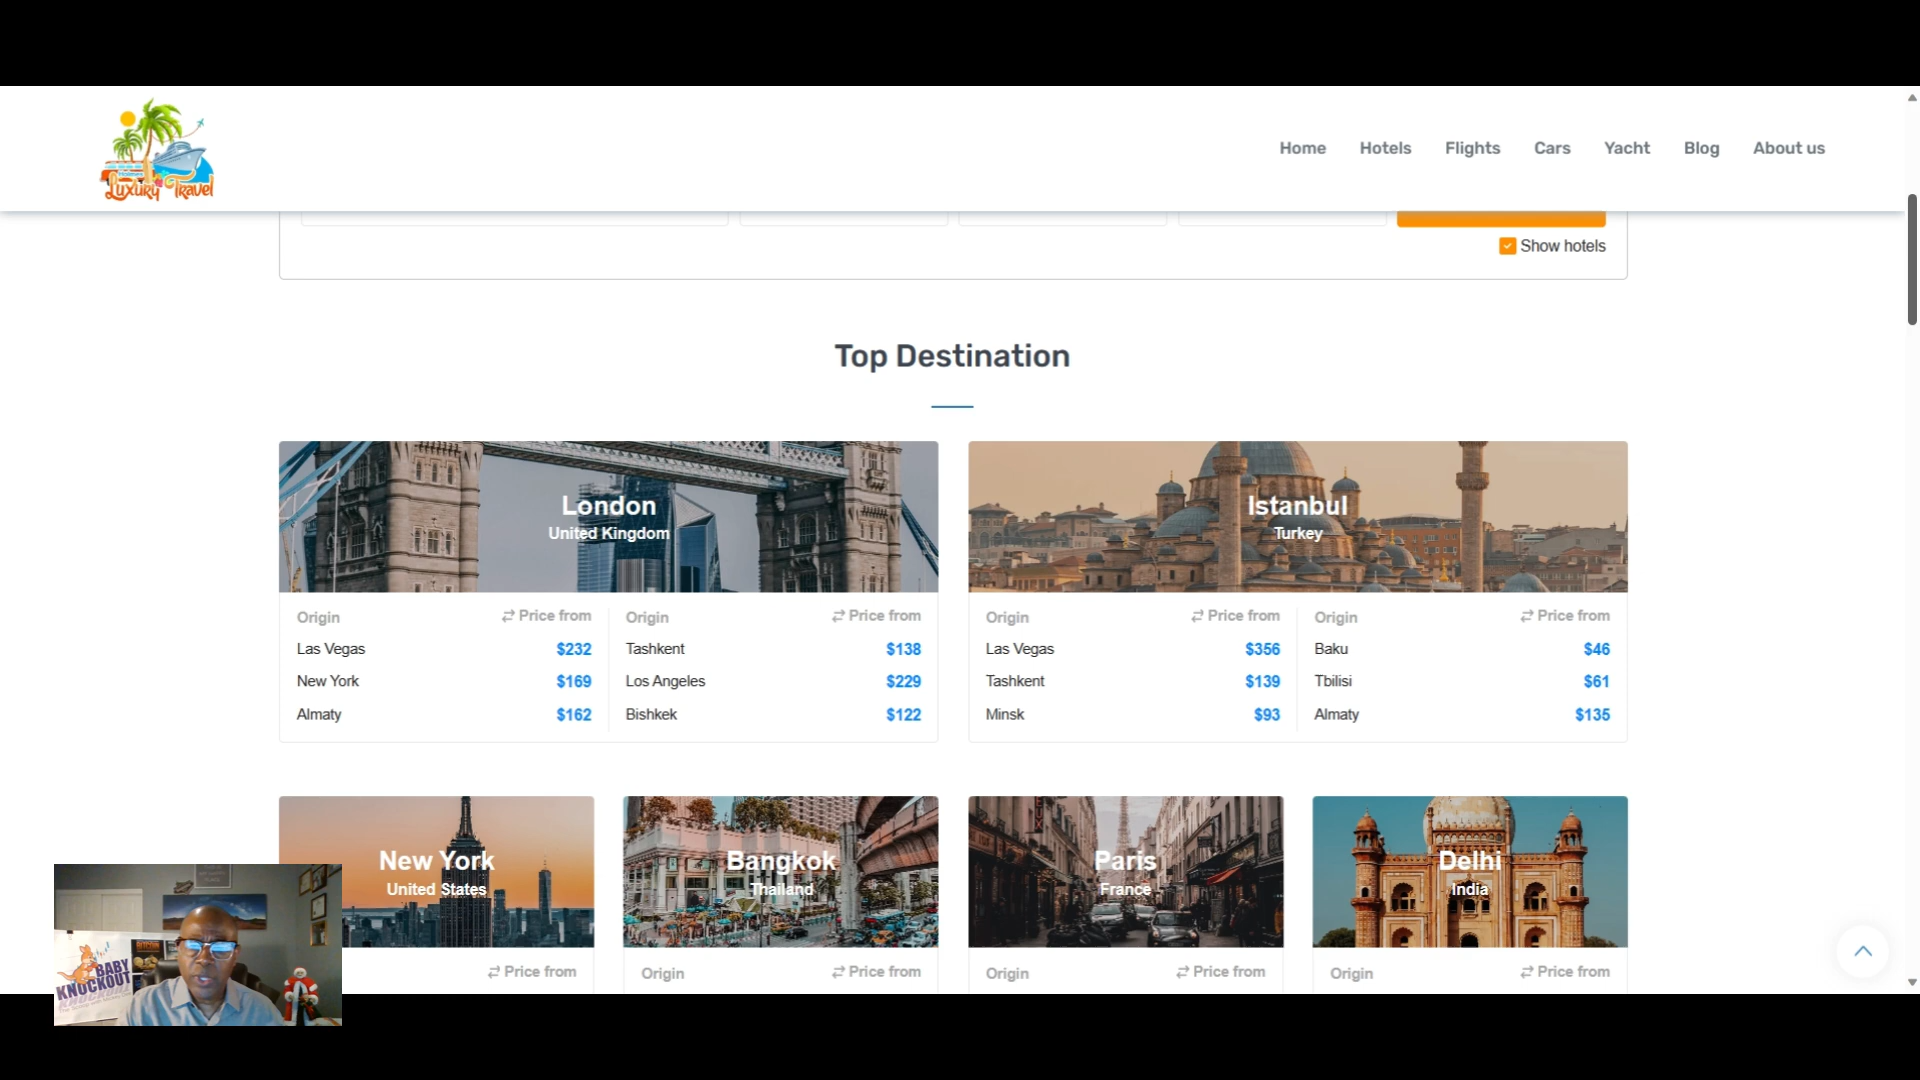 Luxury Travel
Home Hotels Flights Cars Yacht Blog About us
Show hotels
Top Destination
London
United Kingdom
Origin Price from Origin Price from
Las Vegas $232 Tashkent $138
New York $169 Los Angeles $229
Almaty $162 Bishkek $122
Istanbul
Turkey
Origin Price from Origin Price from
Las Vegas $356 Baku $46
Tashkent $139 Tbilisi $61
Minsk $93 Almaty $135
New York
United States
Price from
Bangkok
Thailand
Origin Price from
Paris
France
Origin Price from
Delhi
India
Origin Price from
BABY
KNOCKOUT